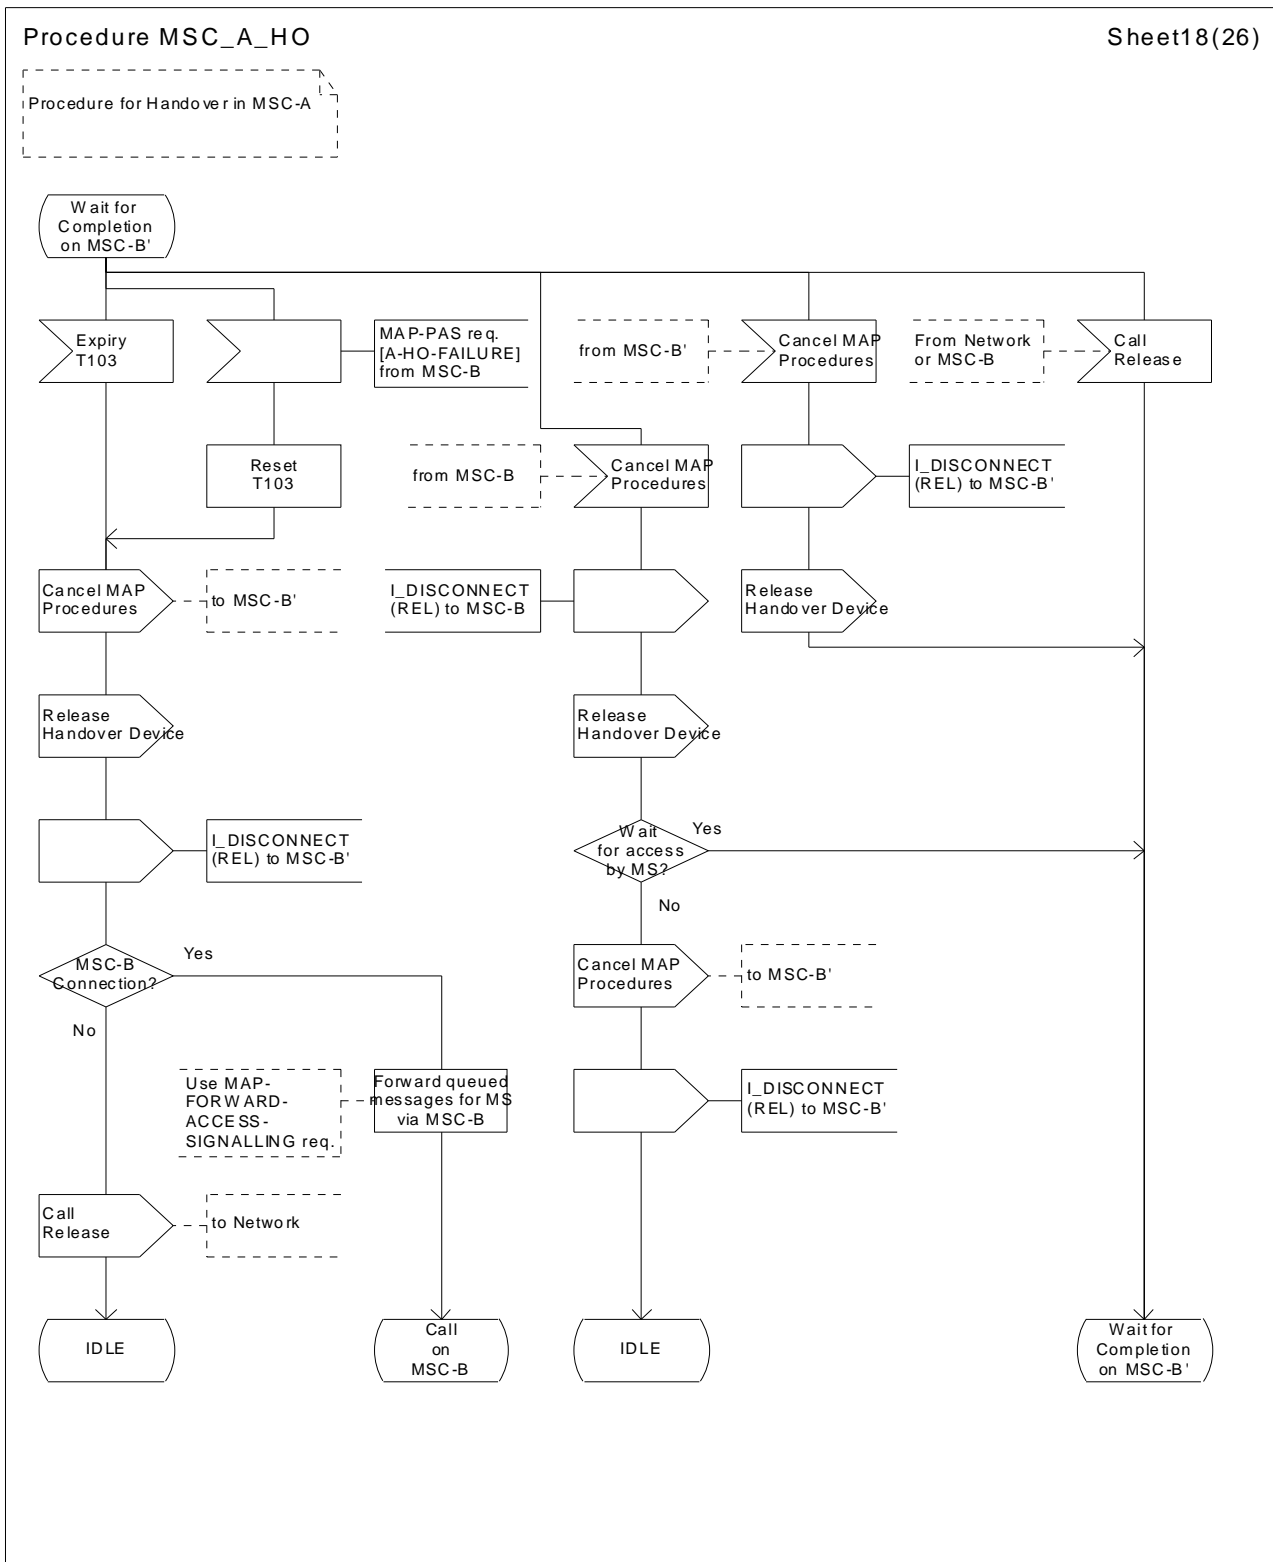 Procedure MSC_A_HO
Sheet18(26)
Procedure for Handover in MSC-A
Wait for
Completion
on MSC-B'
Expiry
T103
MAP-PAS req.
[A-HO-FAILURE]
from MSC-B
from MSC-B'
Cancel MAP
Procedures
From Network
or MSC-B
Call
Release
Reset
T103
from MSC-B
Cancel MAP
Procedures
I_DISCONNECT
(REL) to MSC-B'
Cancel MAP
Procedures
to MSC-B'
I_DISCONNECT
(REL) to MSC-B
Release
Handover Device
Release
Handover Device
Release
Handover Device
I_DISCONNECT
(REL) to MSC-B'
Wait
for access
by MS?
Yes
No
MSC-B
Connection?
Yes
No
Cancel MAP
Procedures
to MSC-B'
Use MAP-
FORWARD-
ACCESS-
SIGNALLING req.
Forward queued
messages for MS
via MSC-B
I_DISCONNECT
(REL) to MSC-B'
Call
Release
to Network
IDLE
Call
on
MSC-B
IDLE
Wait for
Completion
on MSC-B'